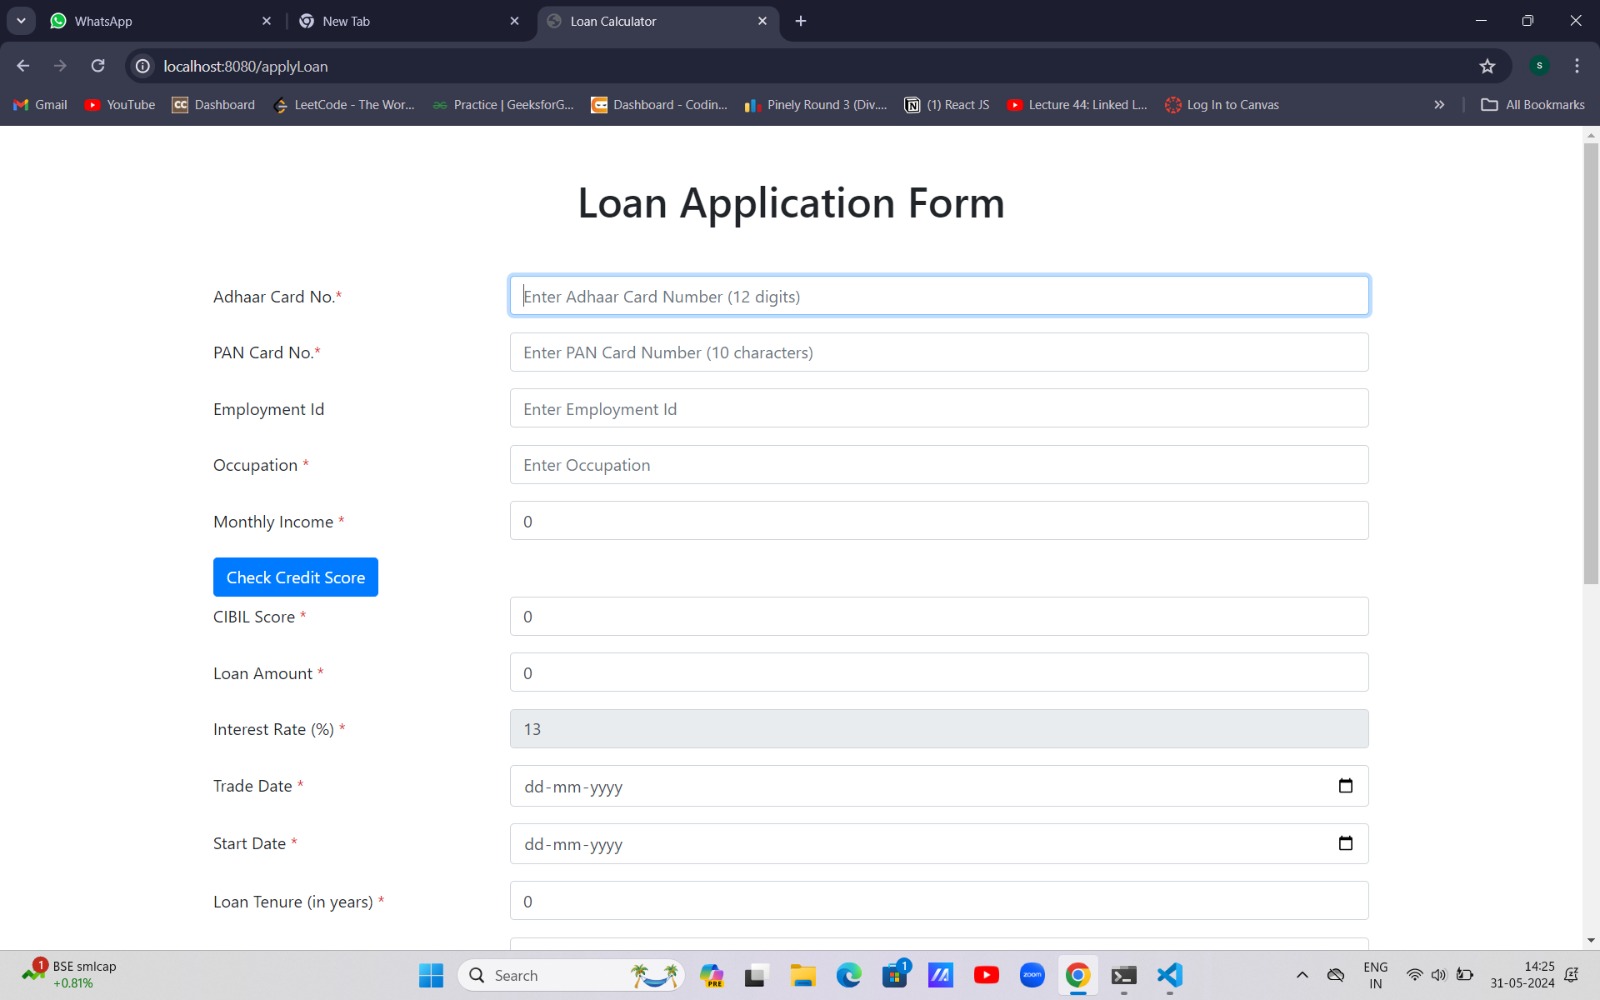 WhatsApp
New Tab
Loan Calculator
localhost:8080/applyLoan
S
Gmail
YouTube
CC Dashboard
LeetCode - The Wor...
Practice | GeeksforG...
Dashboard - Codin...
Pinely Round 3 (Div....
(1) React JS
Lecture 44: Linked L...
Log In to Canvas
All Bookmarks
Loan Application Form
Adhaar Card No.*
Enter Adhaar Card Number (12 digits)
PAN Card No.*
Enter PAN Card Number (10 characters)
Employment Id
Enter Employment Id
Occupation *
Enter Occupation
Monthly Income *
0
Check Credit Score
CIBIL Score *
0
Loan Amount *
0
Interest Rate (%) *
13
Trade Date *
dd-mm-yyyy
Start Date *
dd-mm-yyyy
Loan Tenure (in years) *
0
1
BSE smlcap
+0.81%
Search
PRE
1
zoom
ENG
IN
14:25
31-05-2024